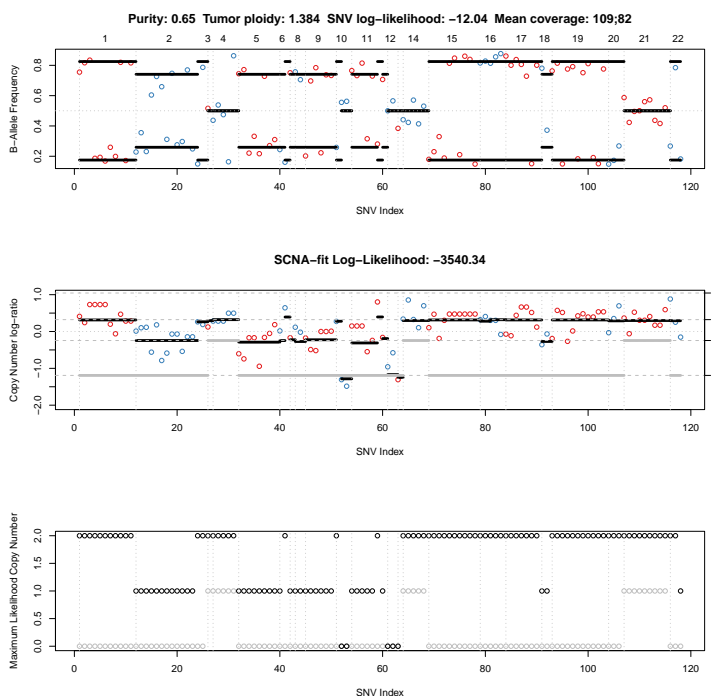 Purity: 0.65 Tumor ploidy: 1.384 SNV log−likelihood: −12.04 Mean coverage: 109;82
1 2 3 4 5 6 8 9 10 11 12 14 15 16 17 18 19 20 21 22
B−Allele Frequency
0.8
0.6
0.4
0.2
0 20 40 60 80 100 120
SNV Index
SCNA−fit Log−Likelihood: −3540.34
Copy Number log−ratio
1.0
0.0
−1.0
−2.0
0 20 40 60 80 100 120
SNV Index
Maximum Likelihood Copy Number
2.0
1.5
1.0
0.5
0.0
0 20 40 60 80 100 120
SNV Index